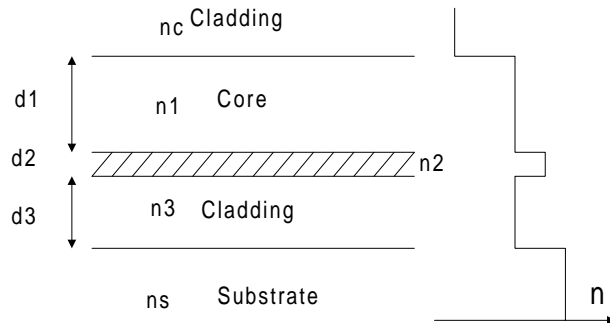 nc Cladding
d1
n1 Core
d2
n2
d3
n3 Cladding
ns Substrate
n